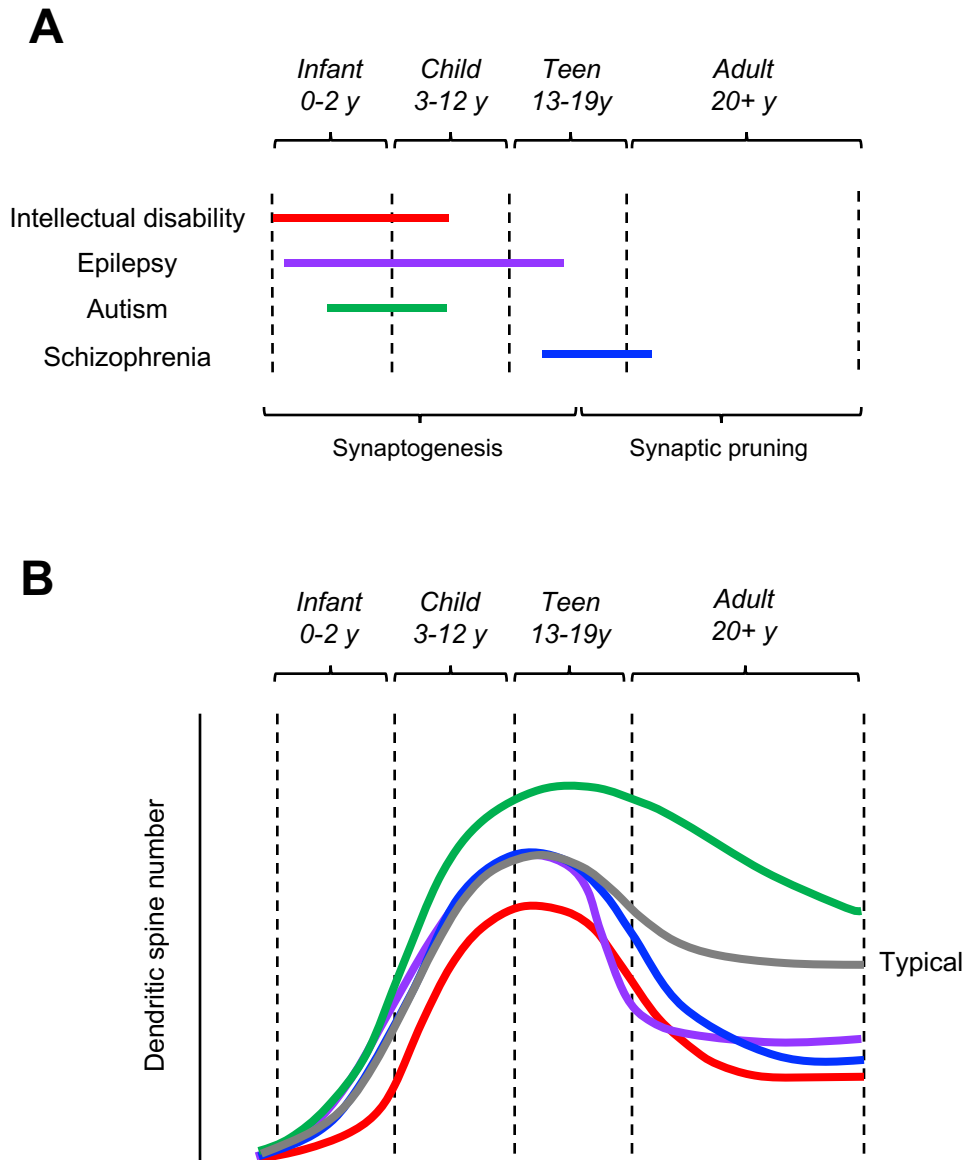 A
Infant
0-2 y
Child
3-12 y
Teen
13-19y
Adult
20+ y
Intellectual disability
Epilepsy
Autism
Schizophrenia
Synaptogenesis
Synaptic pruning
B
Infant
0-2 y
Child
3-12 y
Teen
13-19y
Adult
20+ y
Dendritic spine number
Typical